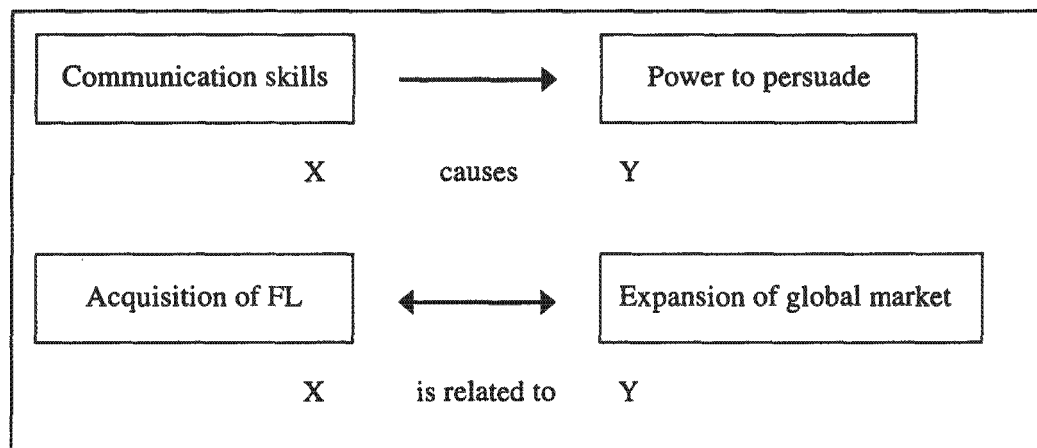 Communication skills Power to persuade
X causes Y
Acquisition of FL Expansion of global market
X is related to Y